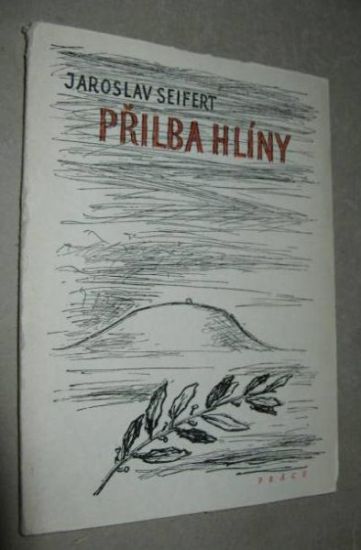 JAROSLAV SEIFERT
PŘILBA HLÍNY
PRÁCE